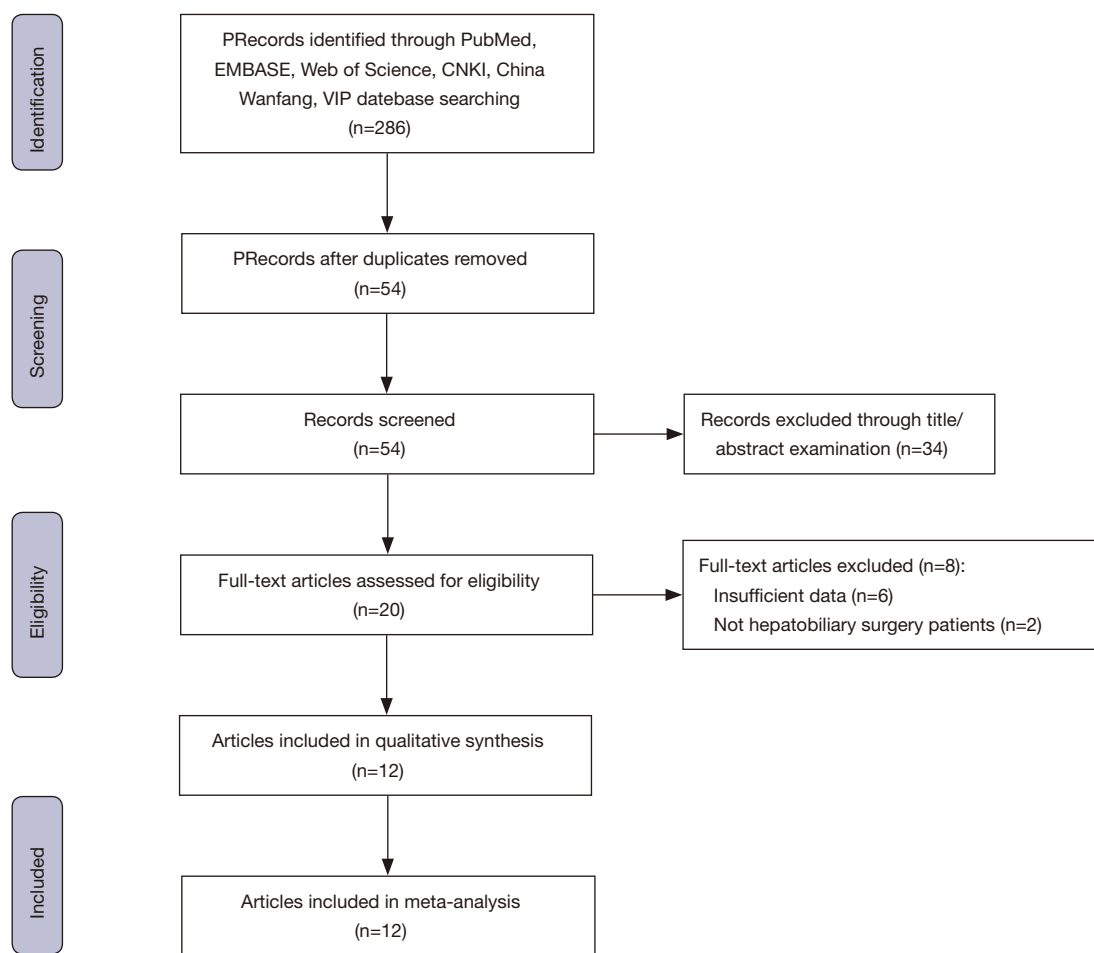 Identification
PRecords identified through PubMed,
EMBASE, Web of Science, CNKI, China
Wanfang, VIP datebase searching
(n=286)
Screening
PRecords after duplicates removed
(n=54)
Records screened
(n=54)
Records excluded through title/
abstract examination (n=34)
Eligibility
Full-text articles assessed for eligibility
(n=20)
Full-text articles excluded (n=8):
Insufficient data (n=6)
Not hepatobiliary surgery patients (n=2)
Articles included in qualitative synthesis
(n=12)
Included
Articles included in meta-analysis
(n=12)